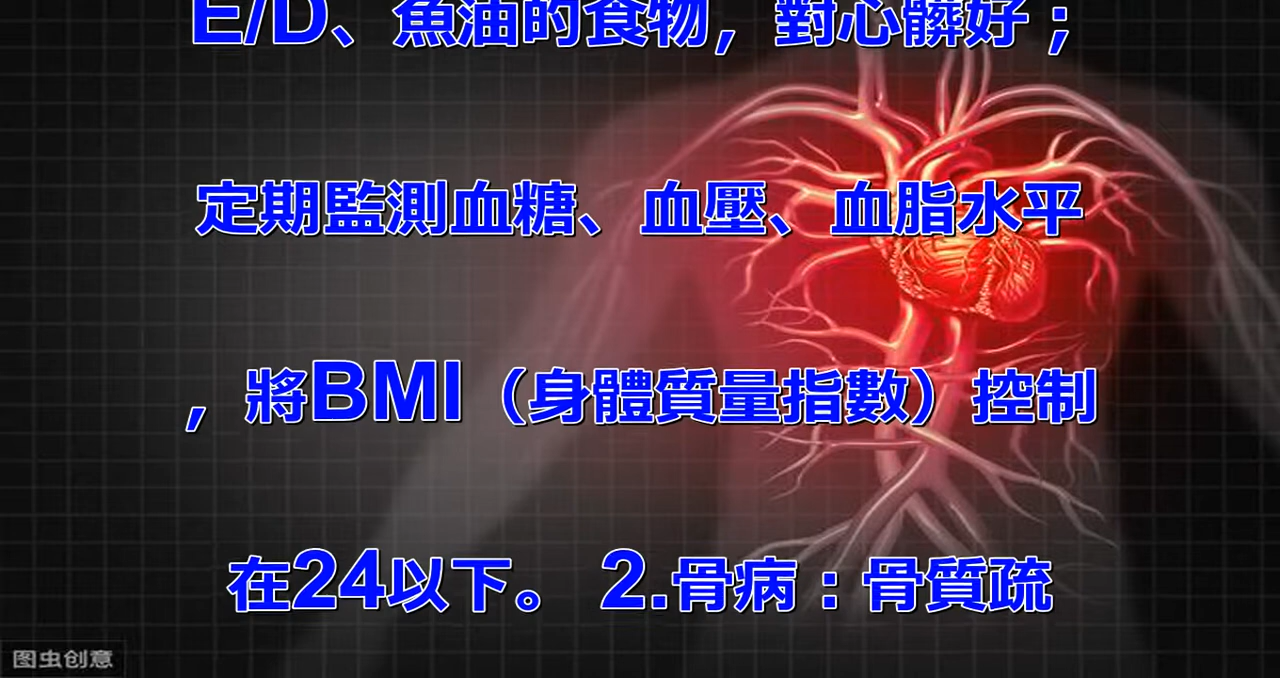 E/D、魚油的食物，對心髒好；
定期監測血糖、血壓、血脂水平
，將BMI（身體質量指數）控制
在24以下。 2.骨病：骨質疏
图虫创意